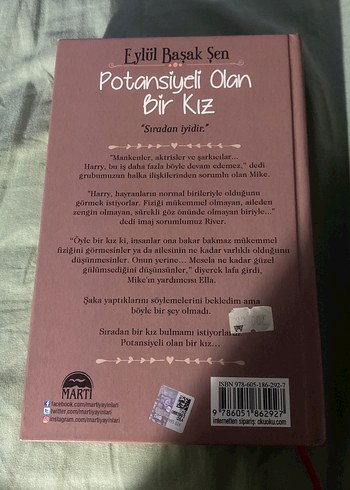 Eylül Başak Şen
Potansiyeli Olan
Bir Kız
"Sıradan iyidir."
"Mankenler, aktrisler ve şarkıcılar...
Harry, bu iş daha fazla böyle devam edemez," dedi
grubumuzun halka ilişkilerinden sorumlu olan Mike.
"Harry, hayranların normal birileriyle olduğunu
görmek istiyorlar. Fiziği mükemmel olmayan, aileden
zengin olmayan, sürekli göz önünde olmayan biriyle..."
dedi imaj sorumlumuz River.
"Öyle bir kız ki, insanlar ona bakar bakmaz mükemmel
fiziğini görmesinler ya da ailesinin ne kadar varlıklı olduğunu
düşünmesinler. Onun yerine... Mesela ne kadar güzel
gülümsediğini düşünsünler," diyerek lafa girdi,
Mike'ın yardımcısı Ella.
Şaka yaptıklarını söylemelerini bekledim ama
böyle bir şey olmadı.
Sıradan bir kız bulmamı istiyorlardı.
Potansiyeli olan bir kız...
MARTI
facebook.com/martiyayinlari
twitter.com/martiyayinlari
instagram.com/martiyayinlari
ISBN 978-605-186-292-7
9 786051 862927
internetten sipariş: okuoku.com